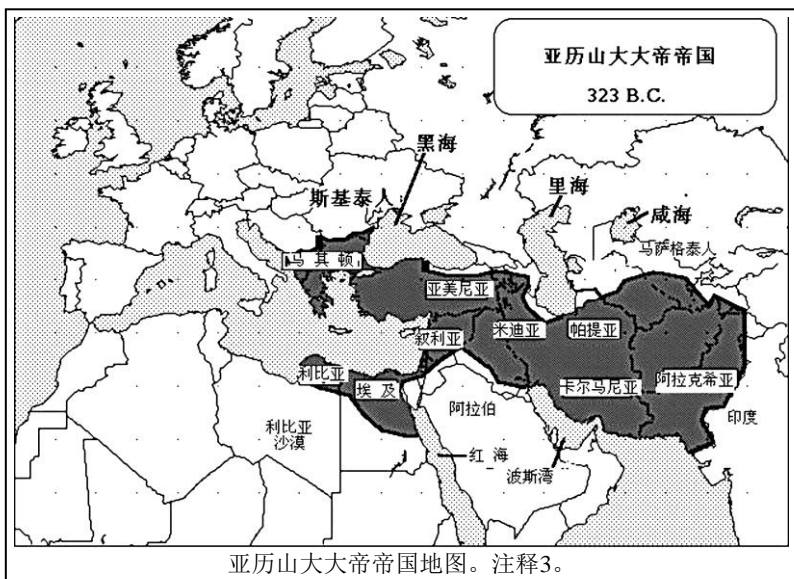 亚历山大大帝帝国
323 B.C.
黑海
斯基泰人
里海
咸海
马萨格泰人
马其顿
亚美尼亚
叙利亚
米迪亚
帕提亚
利比亚
埃及
卡尔马尼亚
阿拉克希亚
阿拉伯
印度
利比亚
沙漠
红海
波斯湾
亚历山大大帝帝国地图。注释3。